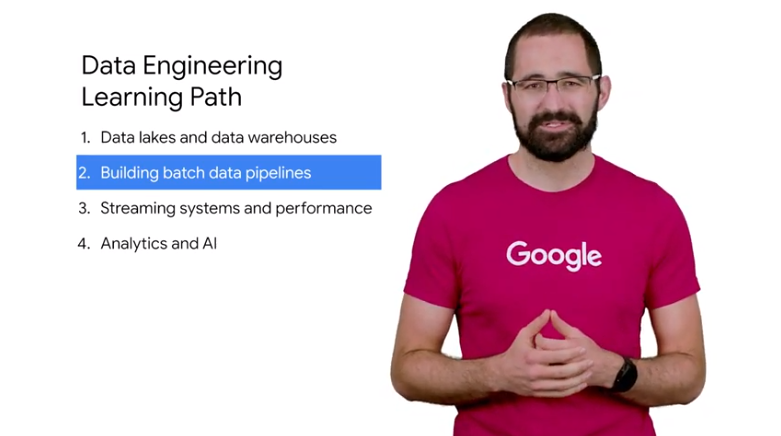 Data Engineering
Learning Path
1. Data lakes and data warehouses
2. Building batch data pipelines
3. Streaming systems and performance
4. Analytics and AI
Google